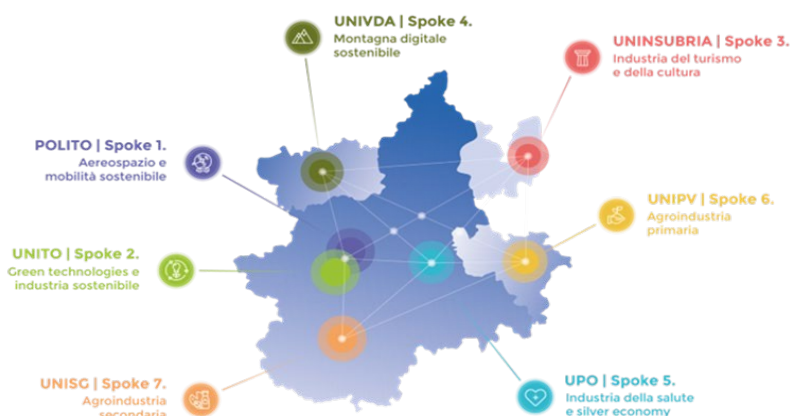 UNIVDA | Spoke 4.
Montagna digitale
sostenibile
UNINSUBRIA | Spoke 3.
Industria del turismo
e della cultura
POLITO | Spoke 1.
Aereospazio e
mobilità sostenibile
UNIPV | Spoke 6.
Agroindustria
primaria
UNITO | Spoke 2.
Green technologies e
industria sostenibile
UNISG | Spoke 7.
Agroindustria
secondaria
UPO | Spoke 5.
Industria della salute
e silver economy